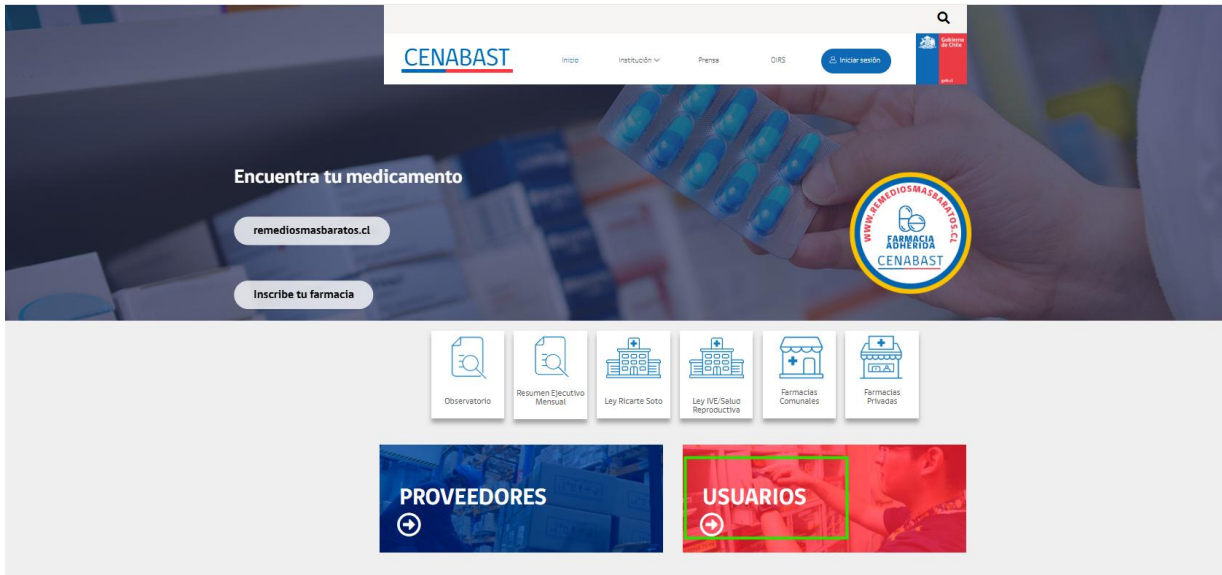 CENABAST
Inicio
Institución
Prensa
OIRS
Iniciar sesión
Gobierno
de Chile
gob.cl
Encuentra tu medicamento
remediosmasbaratos.cl
Inscribe tu farmacia
WWW.REMEDIOSMASBARATOS.CL
FARMACIA
ADHERIDA
CENABAST
Observatorio
Resumen Ejecutivo
Mensual
Ley Ricarte Soto
Ley IVE/Salud
Reproductiva
Farmacias
Comunales
Farmacias
Privadas
PROVEEDORES
USUARIOS